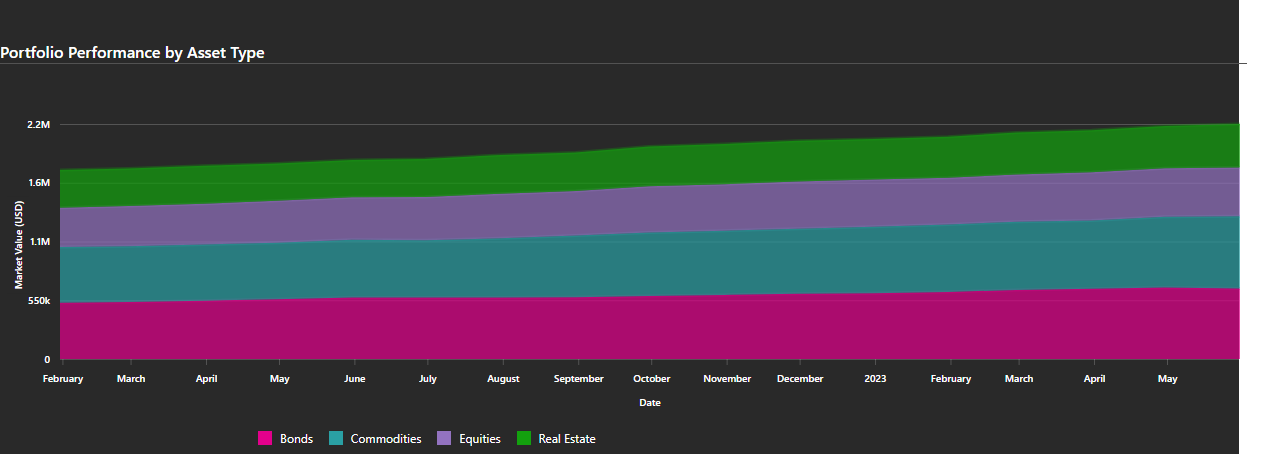 Portfolio Performance by Asset Type
2.2M
1.6M
1.1M
550k
0
Market Value (USD)
February March April May June July August September October November December 2023 February March April May
Date
Bonds Commodities Equities Real Estate